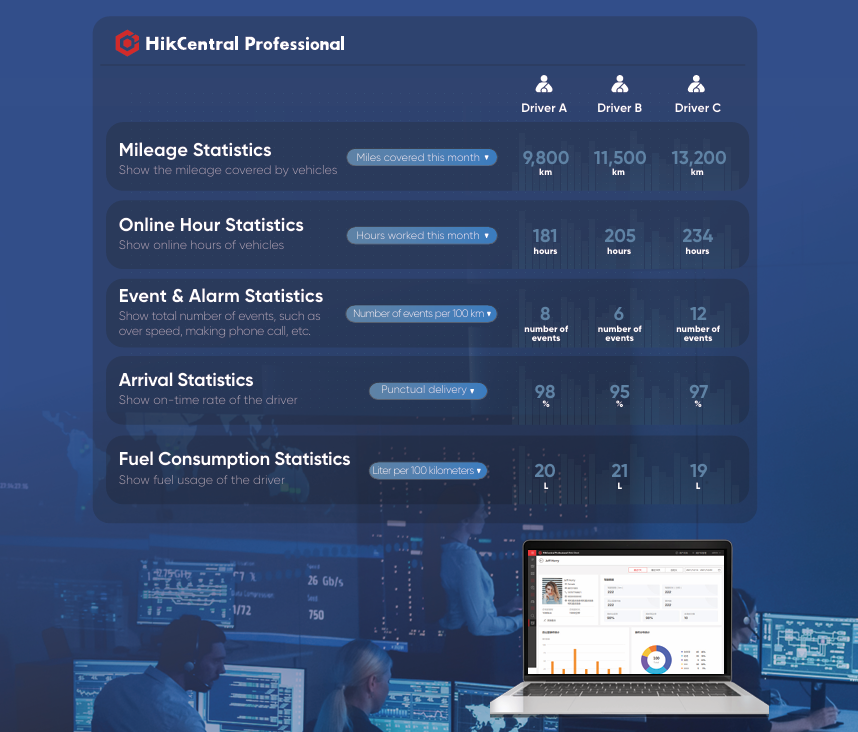 HikCentral Professional
Driver A Driver B Driver C
Mileage Statistics
Show the mileage covered by vehicles
Miles covered this month ▼
9,800 11,500 13,200
km km km
Online Hour Statistics
Show online hours of vehicles
Hours worked this month ▼
181 205 234
hours hours hours
Event & Alarm Statistics
Show total number of events, such as
over speed, making phone call, etc.
Number of events per 100 km ▼
8 6 12
number of number of number of
events events events
Arrival Statistics
Show on-time rate of the driver
Punctual delivery ▼
98 95 97
% % %
Fuel Consumption Statistics
Show fuel usage of the driver
Liter per 100 kilometers ▼
20 21 19
L L L
26 Gb/s
750